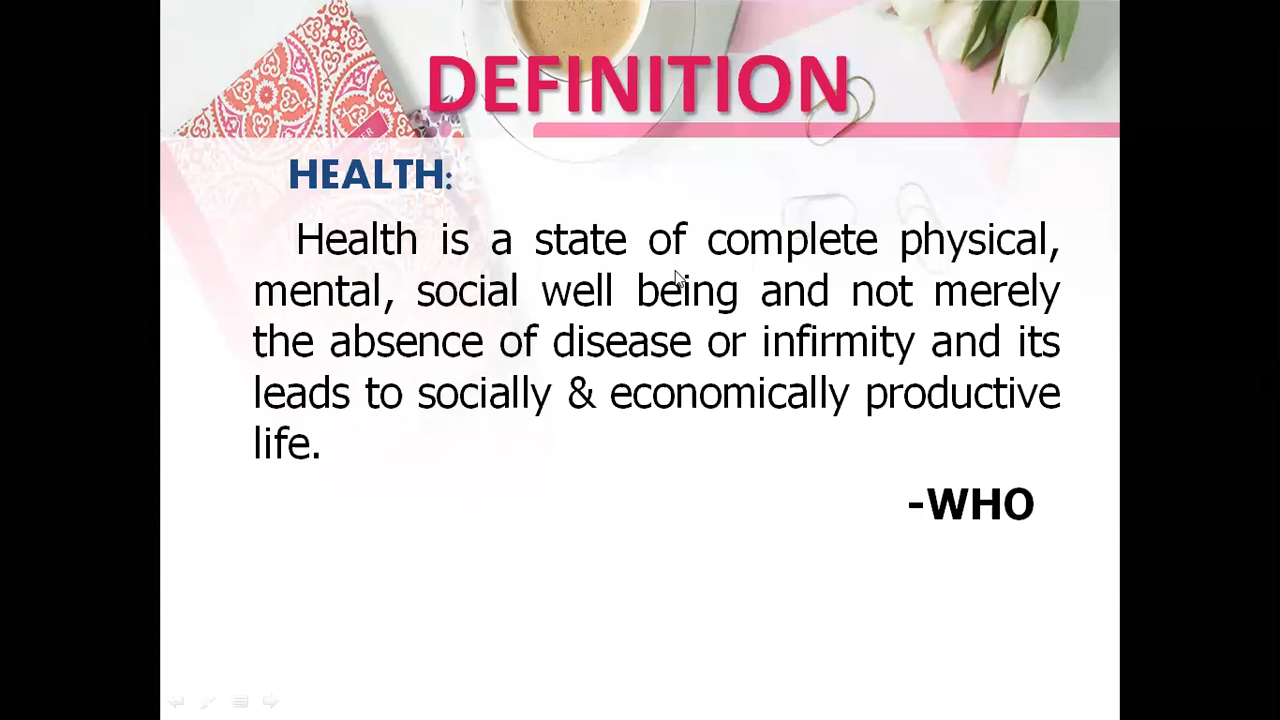 DEFINITION
HEALTH:
Health is a state of complete physical,
mental, social well being and not merely
the absence of disease or infirmity and its
leads to socially & economically productive
life.
-WHO